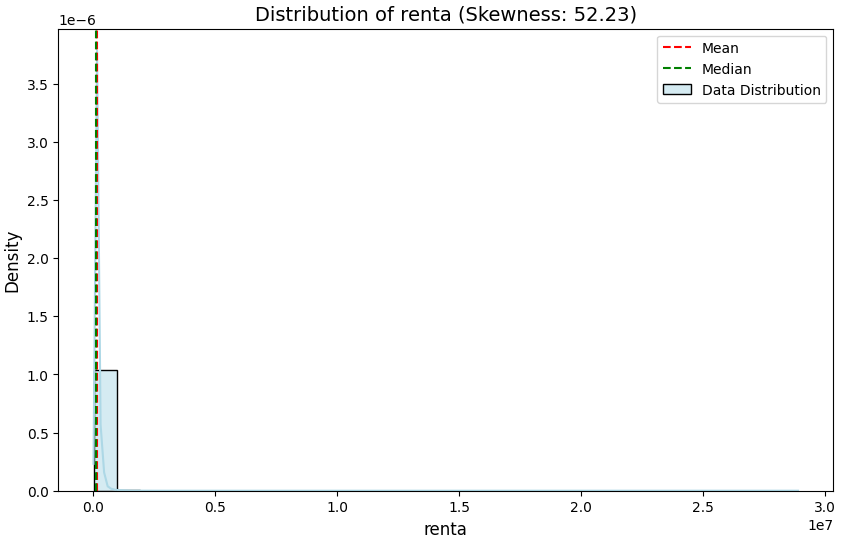 Distribution of renta (Skewness: 52.23)
1e−6
Mean
Median
Data Distribution
3.5
3.0
2.5
2.0
1.5
1.0
0.5
0.0
Density
0.0 0.5 1.0 1.5 2.0 2.5 3.0
1e7
renta